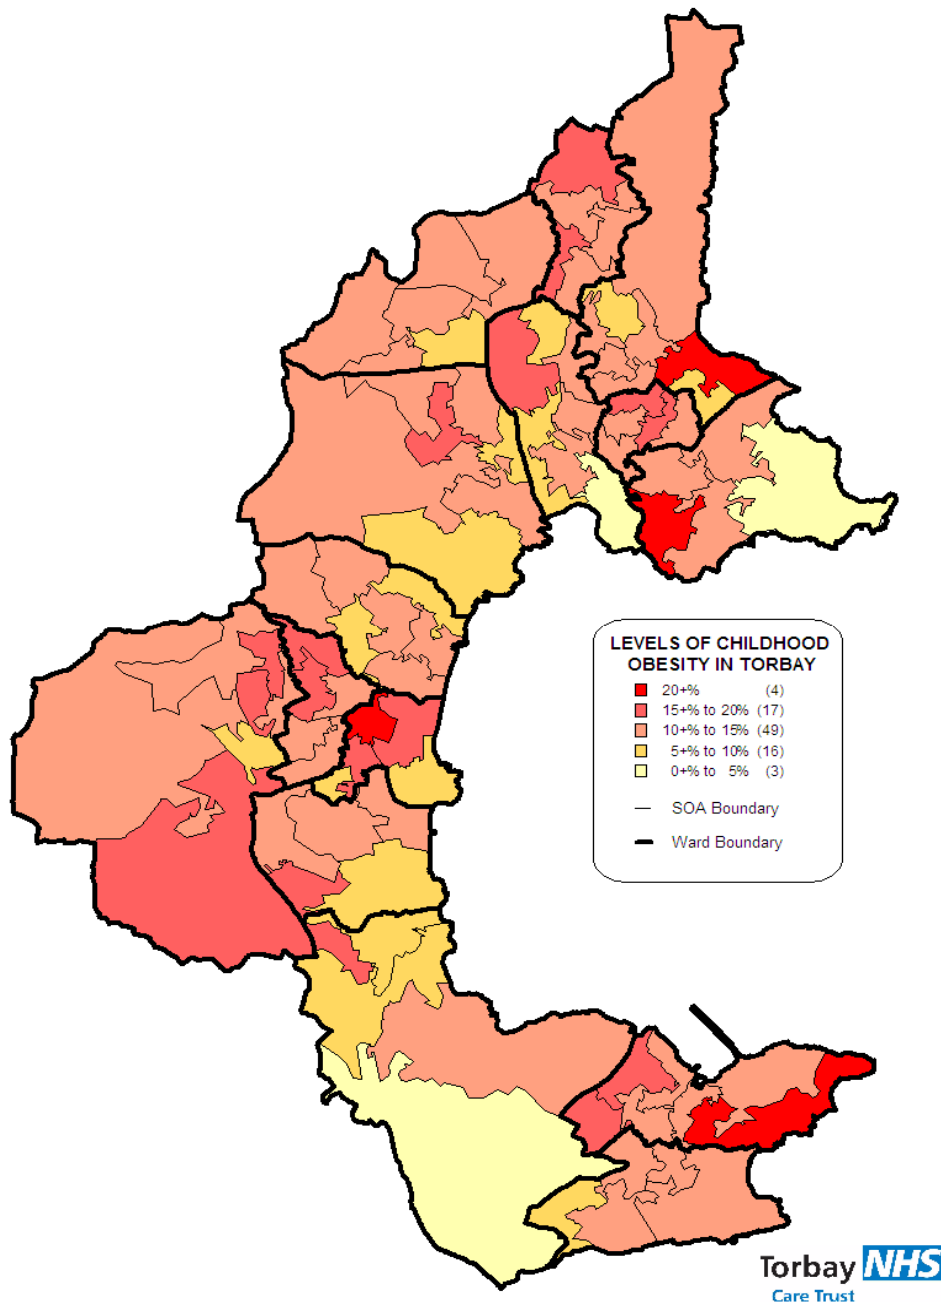 LEVELS OF CHILDHOOD
OBESITY IN TORBAY
20+% (4)
15+% to 20% (17)
10+% to 15% (49)
5+% to 10% (16)
0+% to 5% (3)
SOA Boundary
Ward Boundary
Torbay NHS
Care Trust